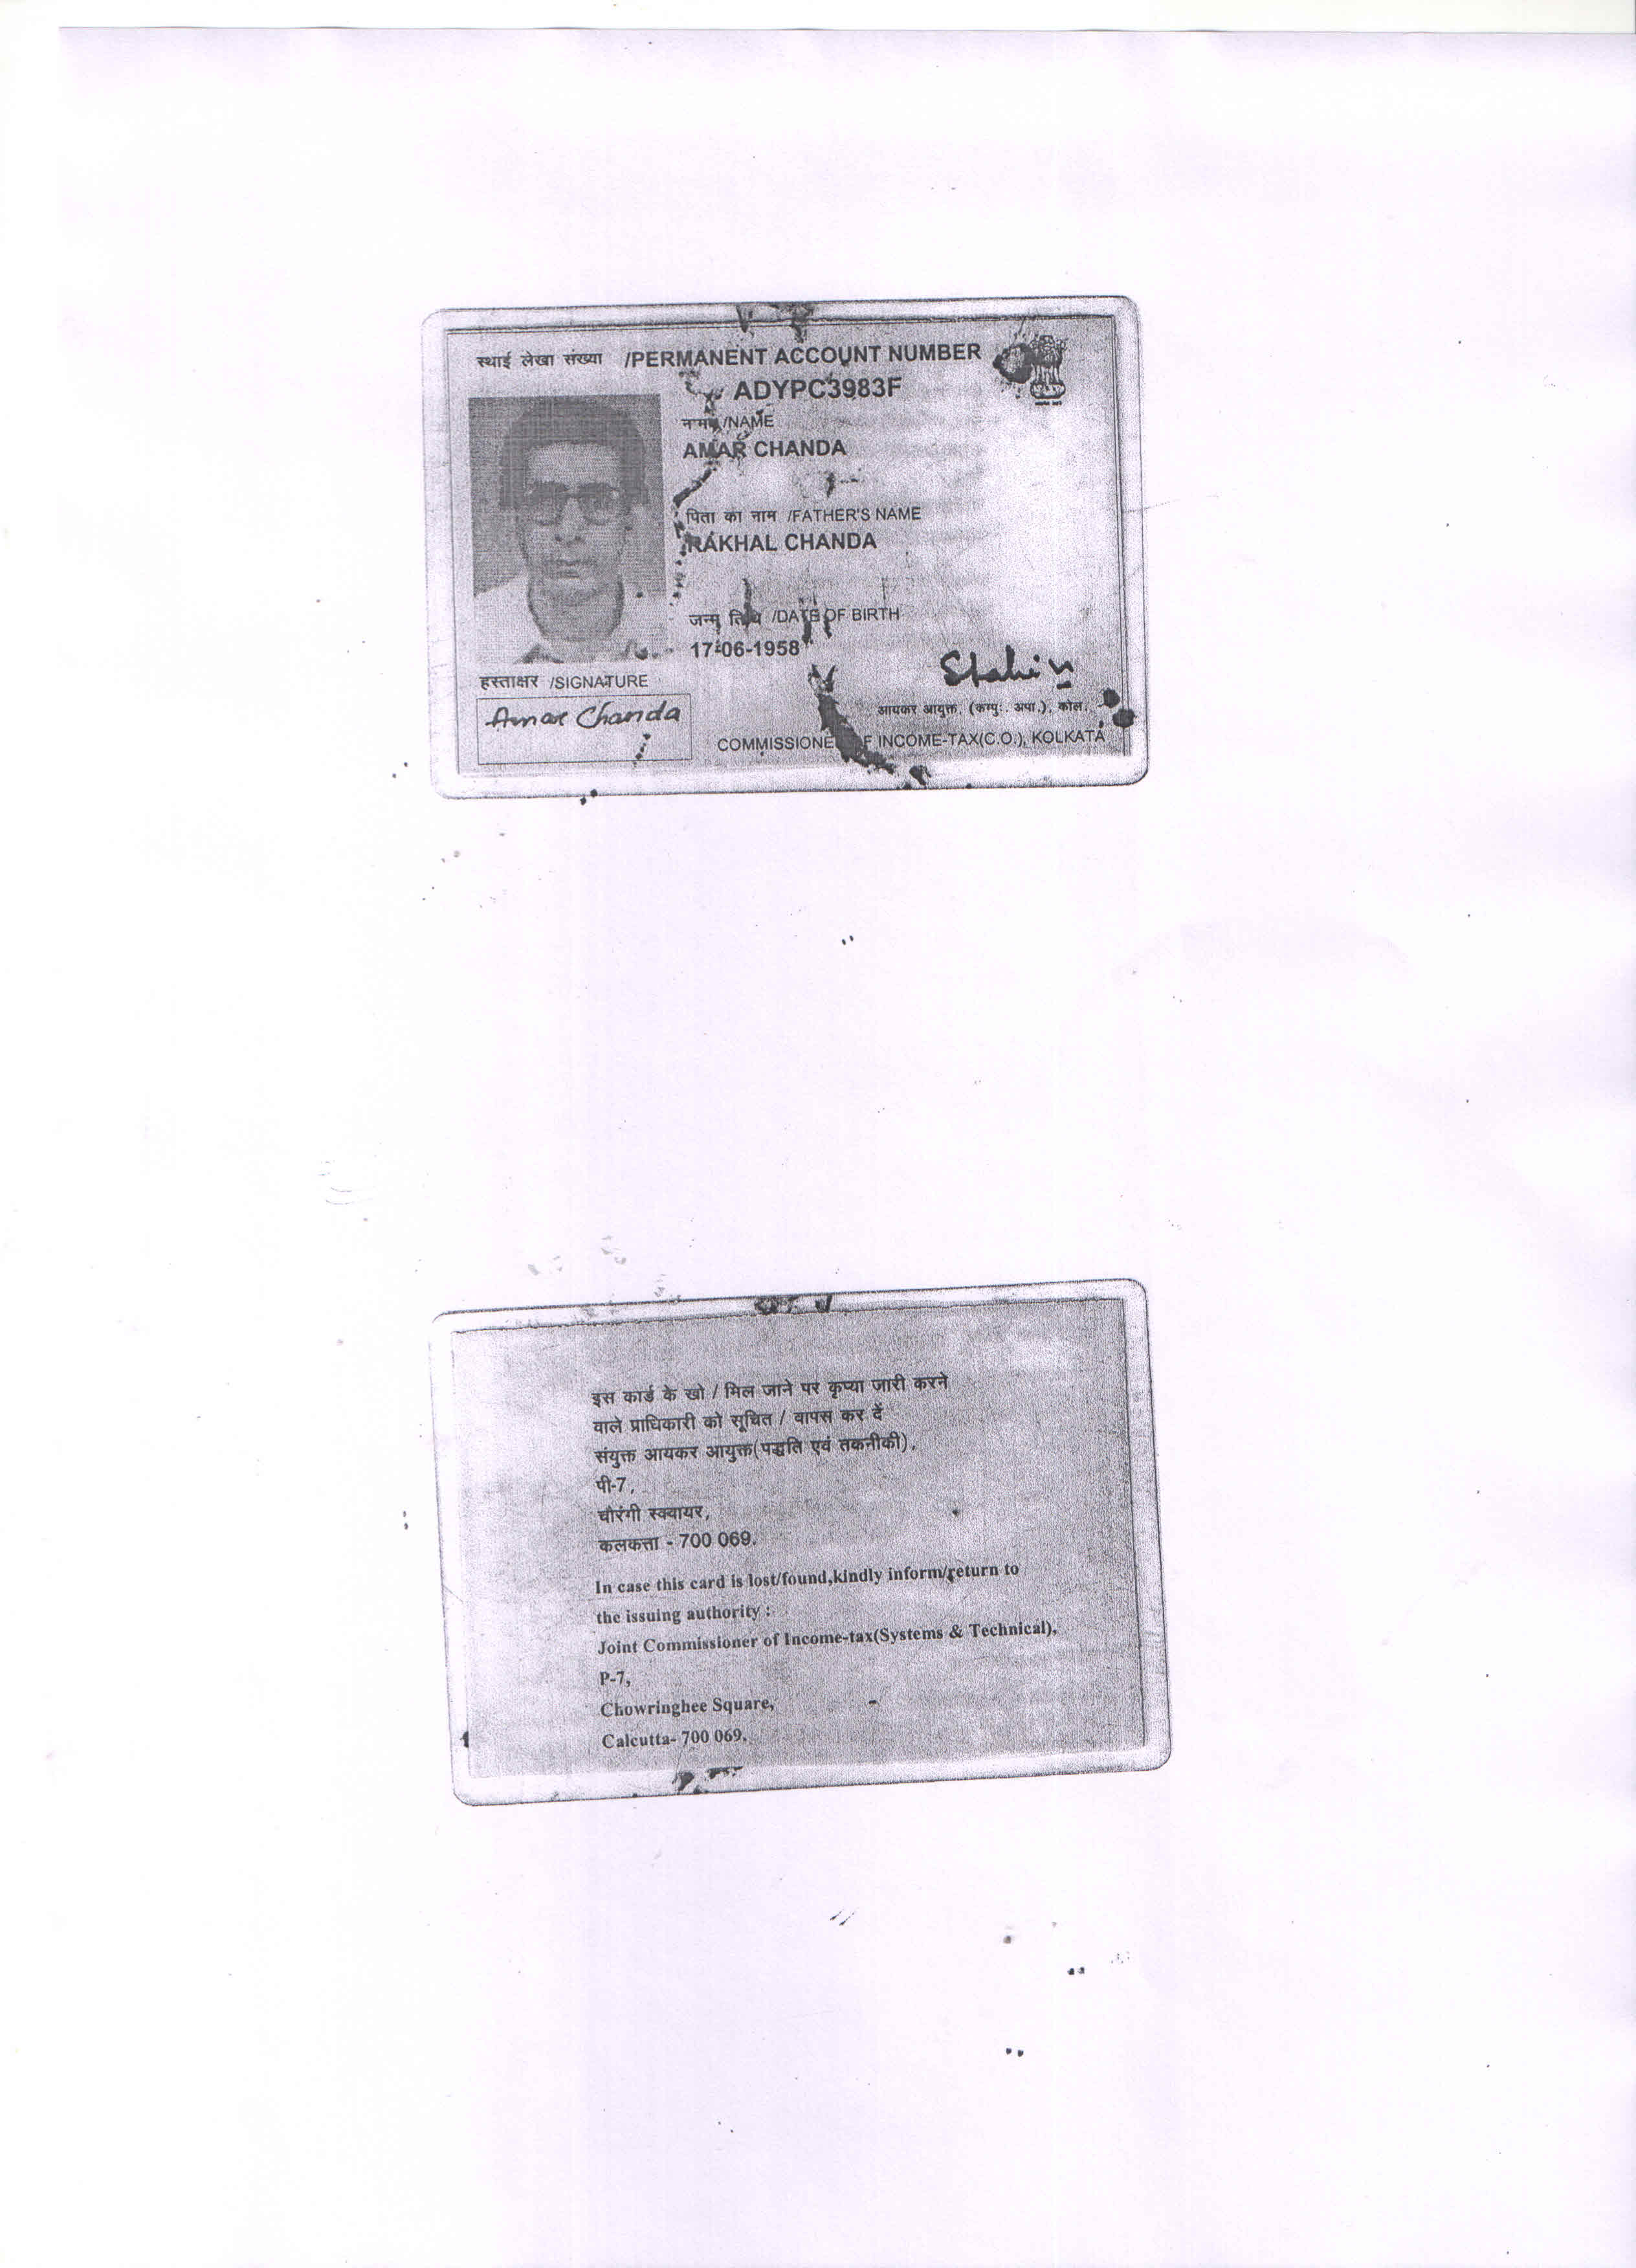 स्थाई लेखा संख्या /PERMANENT ACCOUNT NUMBER
ADYPC3983F
नाम /NAME
AMAR CHANDA
पिता का नाम /FATHER'S NAME
RAKHAL CHANDA
जन्म तिथि /DATE OF BIRTH
17-06-1958
हस्ताक्षर /SIGNATURE
Amar Chanda
आयकर आयुक्त, (कम्पु. अपा.), कोल.
COMMISSIONER OF INCOME-TAX(C.O.), KOLKATA
इस कार्ड के खो / मिल जाने पर कृप्या जारी करने
वाले प्राधिकारी को सूचित / वापस कर दें
संयुक्त आयकर आयुक्त(पद्धति एवं तकनीकी),
पी-7,
चौरंगी स्क्वायर,
कलकत्ता - 700 069.
In case this card is lost/found,kindly inform/return to
the issuing authority :
Joint Commissioner of Income-tax(Systems & Technical),
P-7,
Chowringhee Square,
Calcutta- 700 069.